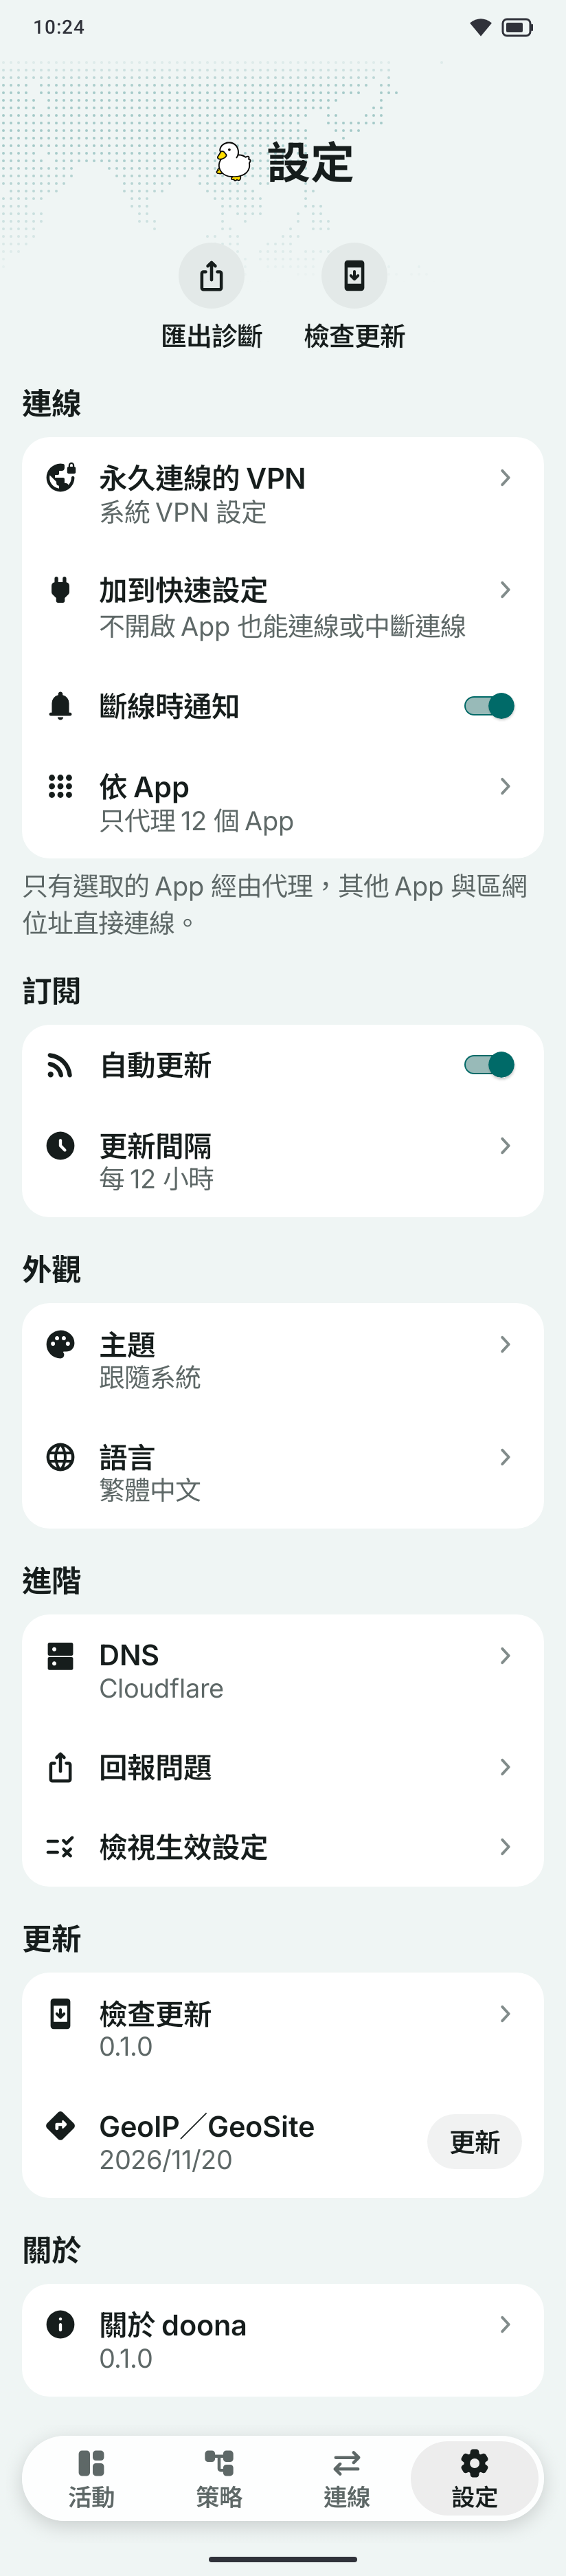 10:24
設定
匯出診斷
檢查更新
連線
永久連線的 VPN
系統 VPN 設定
加到快速設定
不開啟 App 也能連線或中斷連線
斷線時通知
依 App
只代理 12 個 App
只有選取的 App 經由代理，其他 App 與區網
位址直接連線。
訂閱
自動更新
更新間隔
每 12 小時
外觀
主題
跟隨系統
語言
繁體中文
進階
DNS
Cloudflare
回報問題
檢視生效設定
更新
檢查更新
0.1.0
GeoIP／GeoSite
2026/11/20
更新
關於
關於 doona
0.1.0
活動
策略
連線
設定